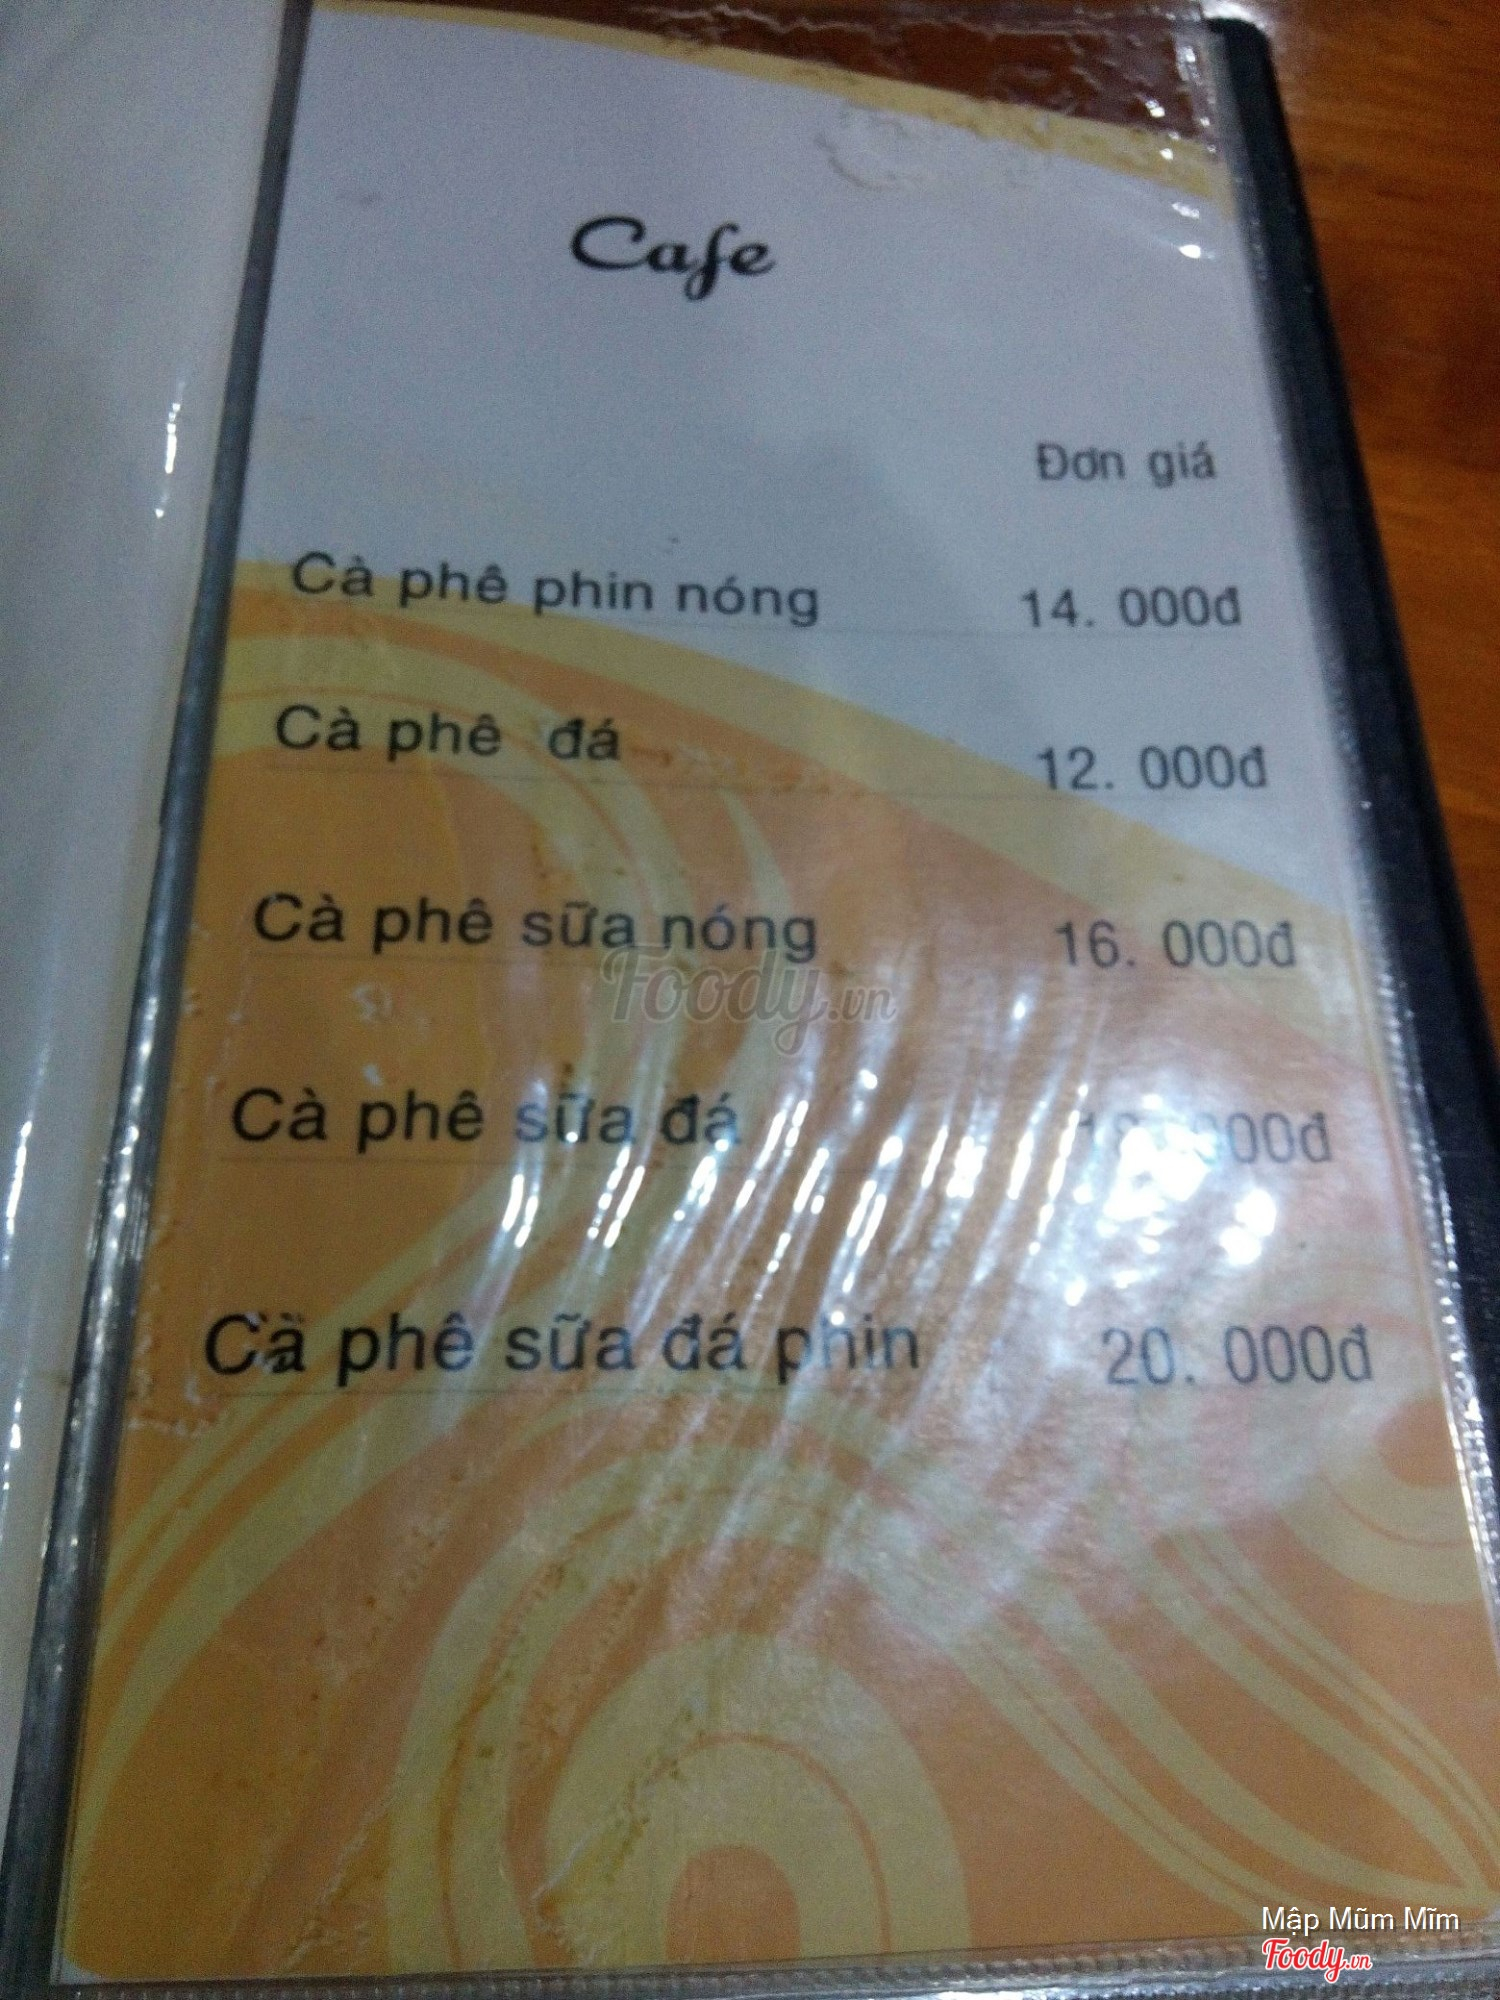 Cafe
Đơn giá
Cà phê phin nóng 14. 000đ
Cà phê đá 12. 000đ
Cà phê sữa nóng 16. 000đ
Foody.vn
Cà phê sữa đá
Cà phê sữa đá phin 20. 000đ
Mập Mũm Mĩm
Foody.vn